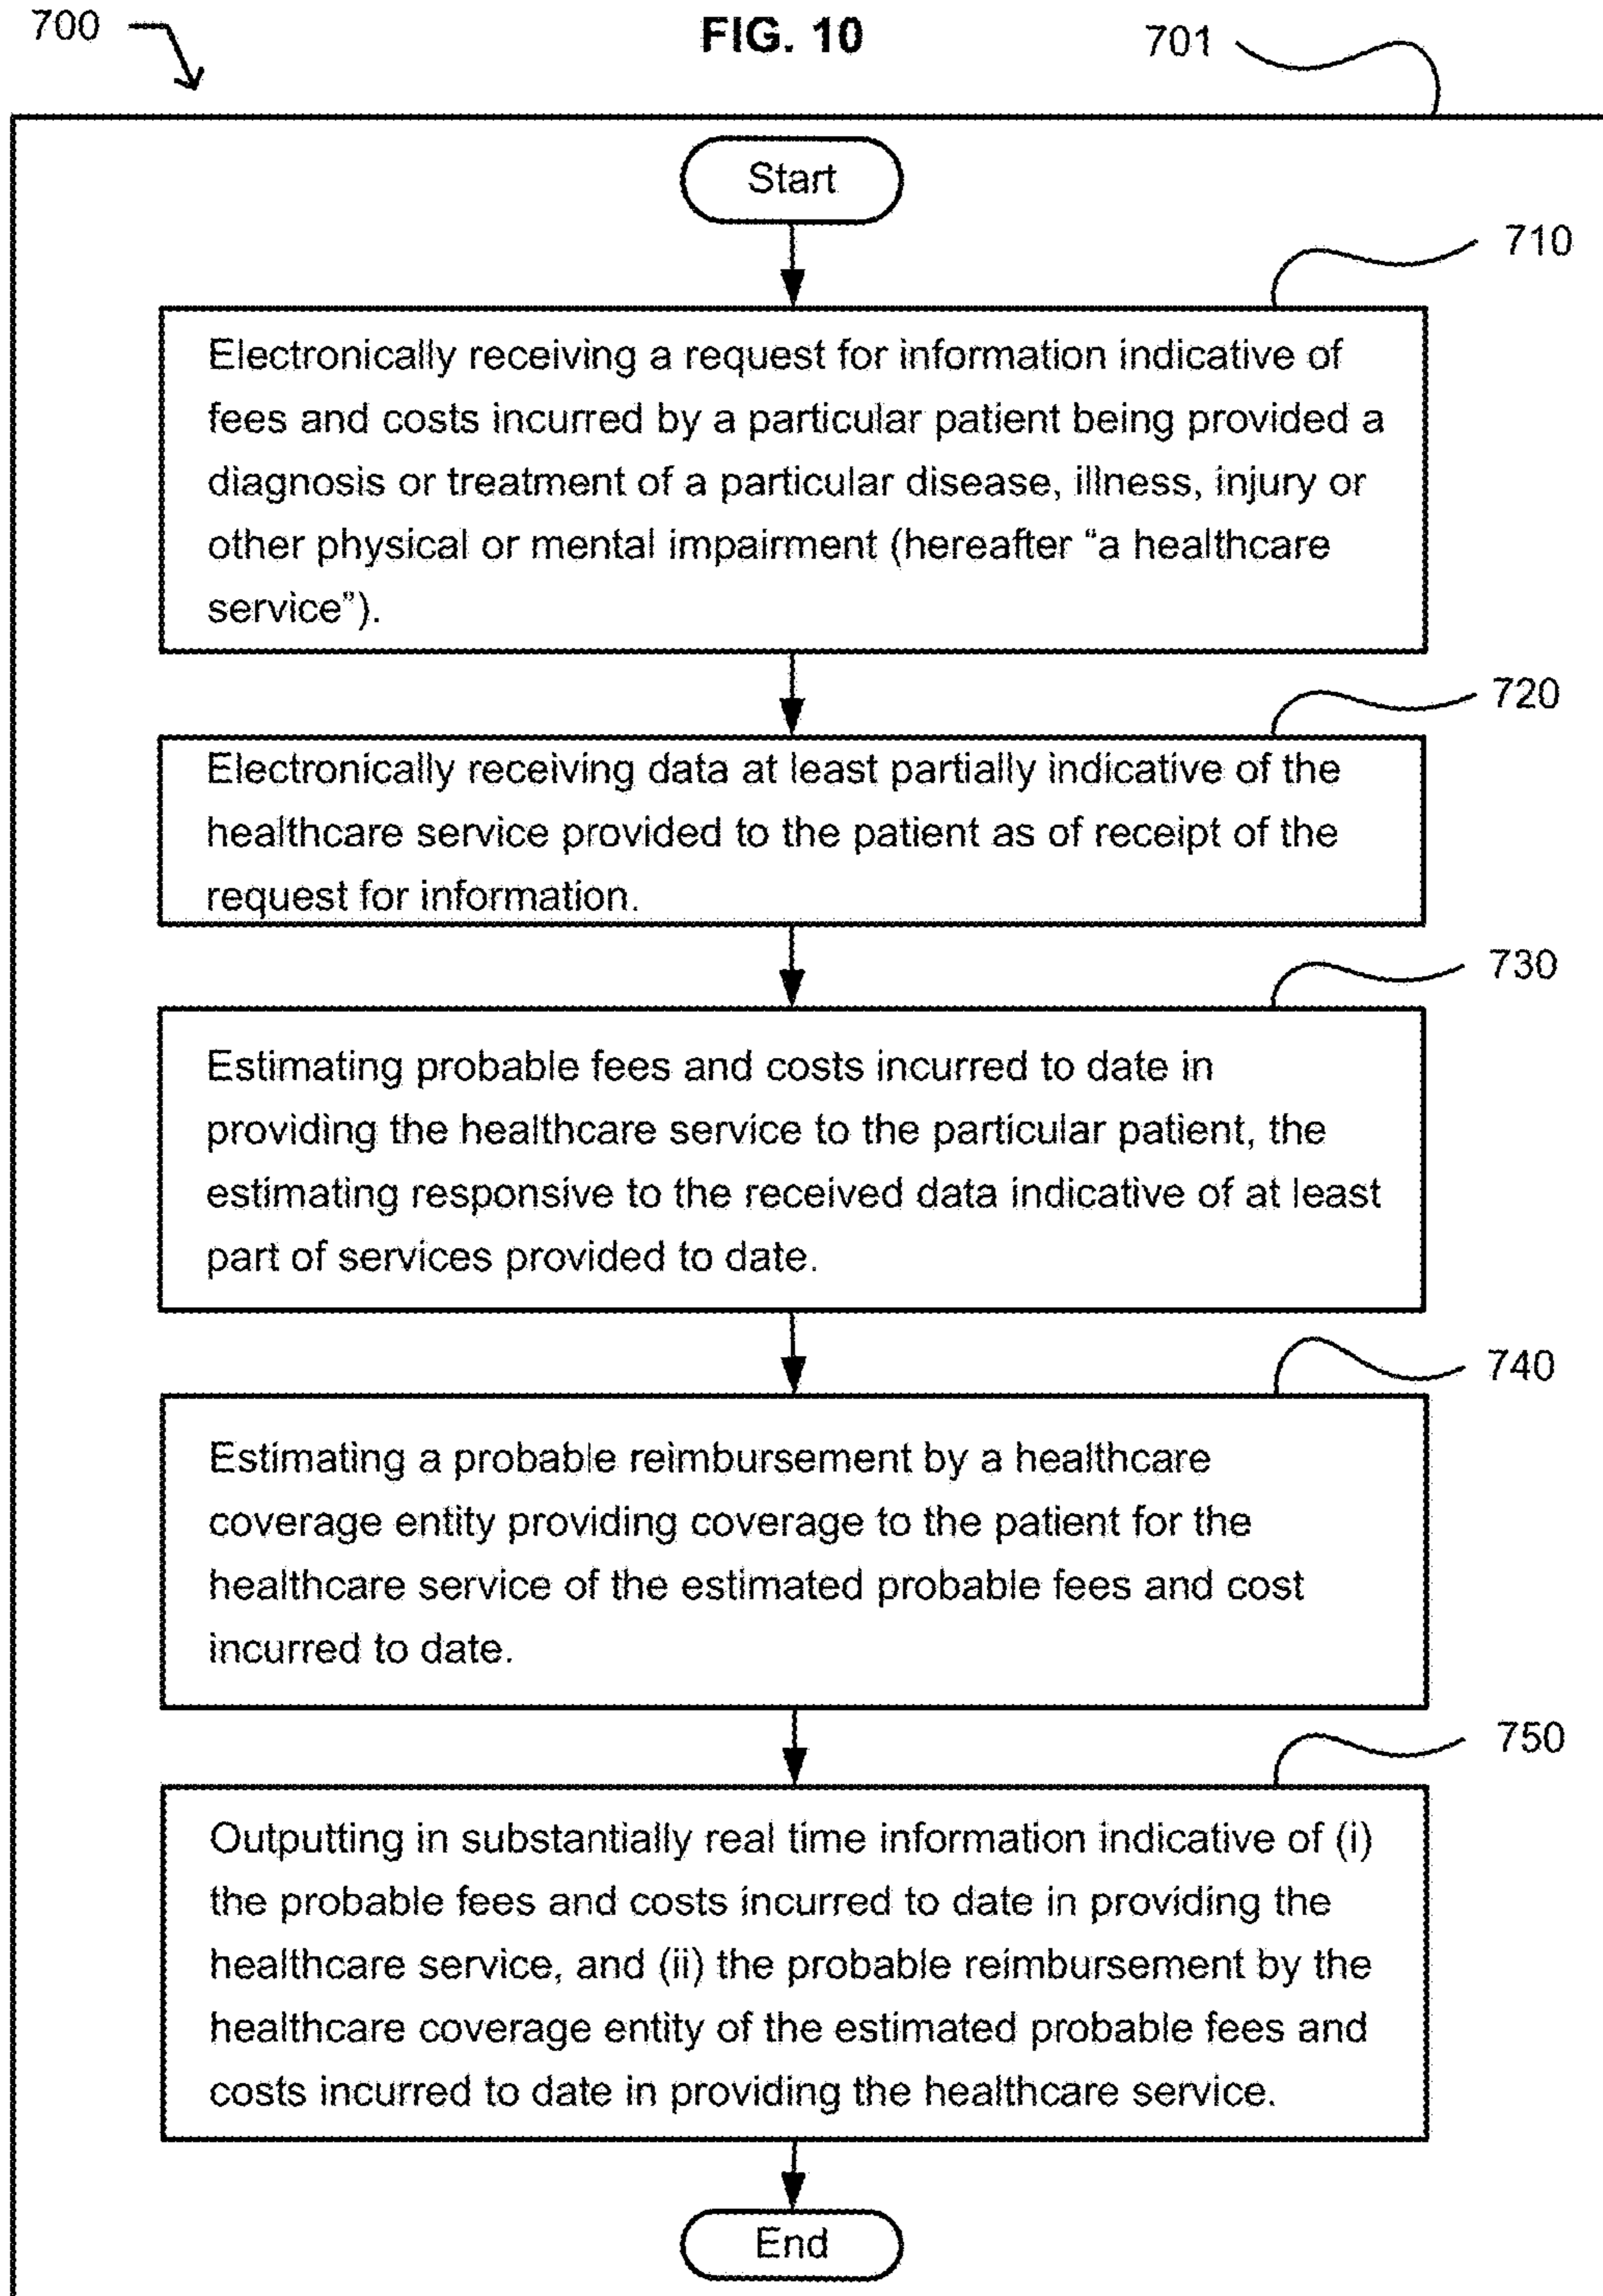 700
FIG. 10
701
Start
710
Electronically receiving a request for information indicative of
fees and costs incurred by a particular patient being provided a
diagnosis or treatment of a particular disease, illness, injury or
other physical or mental impairment (hereafter “a healthcare
service”).
720
Electronically receiving data at least partially indicative of the
healthcare service provided to the patient as of receipt of the
request for information.
730
Estimating probable fees and costs incurred to date in
providing the healthcare service to the particular patient, the
estimating responsive to the received data indicative of at least
part of services provided to date.
740
Estimating a probable reimbursement by a healthcare
coverage entity providing coverage to the patient for the
healthcare service of the estimated probable fees and cost
incurred to date.
750
Outputting in substantially real time information indicative of (i)
the probable fees and costs incurred to date in providing the
healthcare service, and (ii) the probable reimbursement by the
healthcare coverage entity of the estimated probable fees and
costs incurred to date in providing the healthcare service.
End